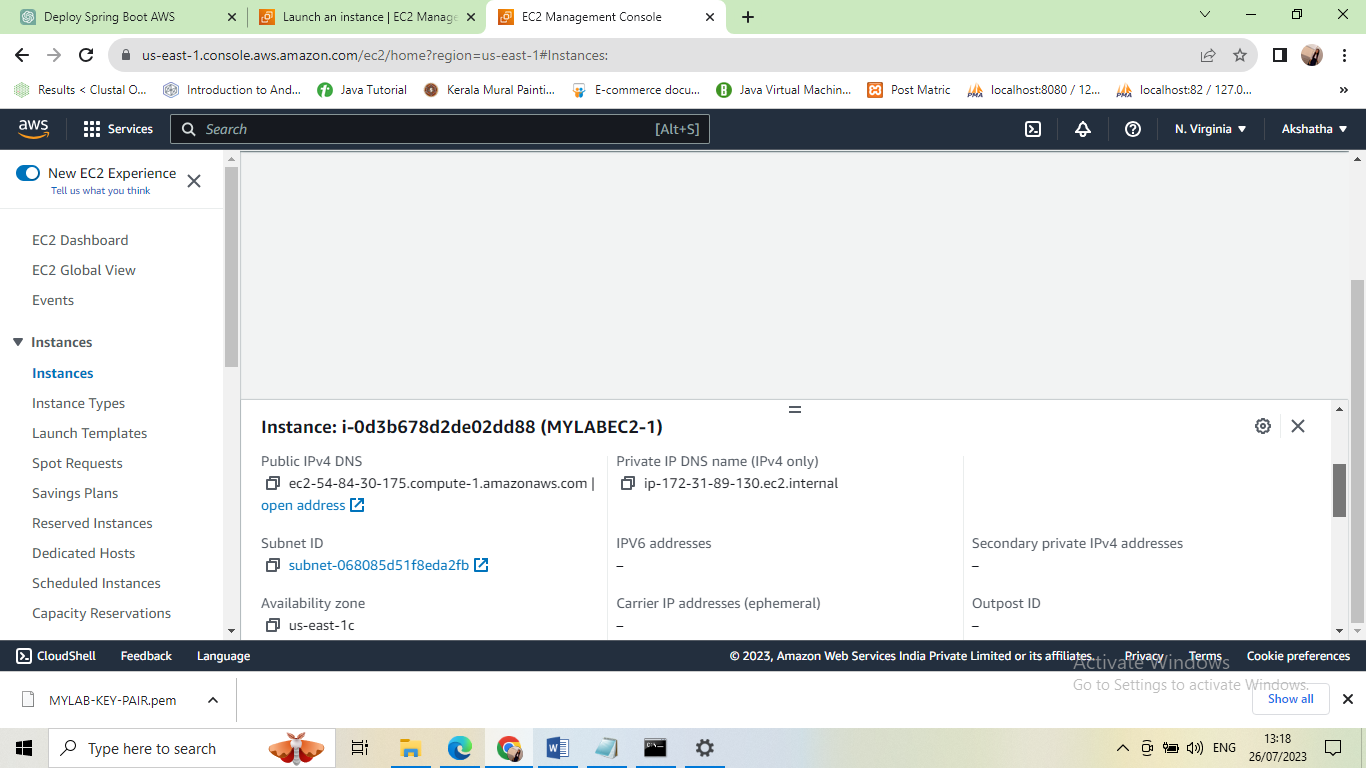 Deploy Spring Boot AWS
Launch an instance | EC2 Manage
EC2 Management Console
us-east-1.console.aws.amazon.com/ec2/home?region=us-east-1#Instances:
Results < Clustal O...
Introduction to And...
Java Tutorial
Kerala Mural Painti...
E-commerce docu...
Java Virtual Machin...
Post Matric
localhost:8080 / 12...
localhost:82 / 127.0...
»
aws
Services
Search
[Alt+S]
N. Virginia
Akshatha
New EC2 Experience
Tell us what you think
EC2 Dashboard
EC2 Global View
Events
Instances
Instances
Instance Types
Launch Templates
Spot Requests
Savings Plans
Reserved Instances
Dedicated Hosts
Scheduled Instances
Capacity Reservations
Instance: i-0d3b678d2de02dd88 (MYLABEC2-1)
Public IPv4 DNS
ec2-54-84-30-175.compute-1.amazonaws.com |
open address
Private IP DNS name (IPv4 only)
ip-172-31-89-130.ec2.internal
Subnet ID
subnet-068085d51f8eda2fb
IPV6 addresses
–
Secondary private IPv4 addresses
–
Availability zone
us-east-1c
Carrier IP addresses (ephemeral)
–
Outpost ID
–
CloudShell
Feedback
Language
© 2023, Amazon Web Services India Private Limited or its affiliates.
Privacy
Terms
Cookie preferences
Activate Windows
Go to Settings to activate Windows.
MYLAB-KEY-PAIR.pem
Show all
Type here to search
ENG
13:18
26/07/2023